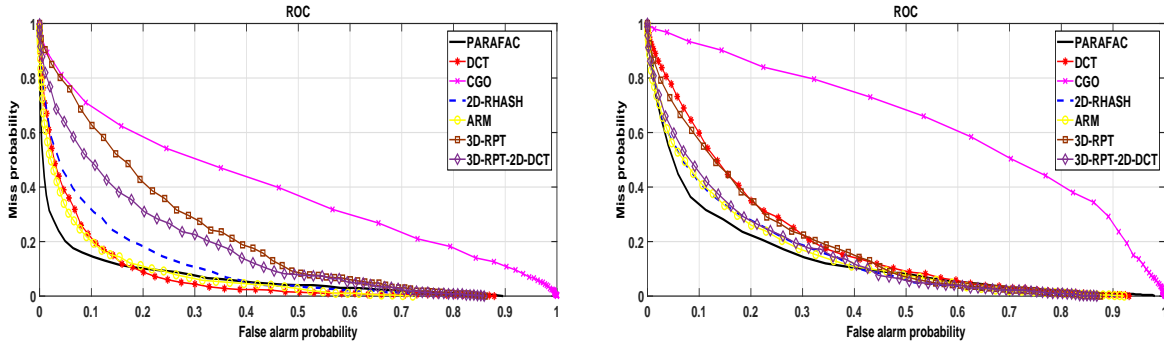 ROC
Miss probability
1
0.8
0.6
0.4
0.2
0
0 0.1 0.2 0.3 0.4 0.5 0.6 0.7 0.8 0.9 1
False alarm probability
PARAFAC
DCT
CGO
2D-RHASH
ARM
3D-RPT
3D-RPT-2D-DCT
ROC
Miss probability
1
0.8
0.6
0.4
0.2
0
0 0.1 0.2 0.3 0.4 0.5 0.6 0.7 0.8 0.9 1
False alarm probability
PARAFAC
DCT
CGO
2D-RHASH
ARM
3D-RPT
3D-RPT-2D-DCT